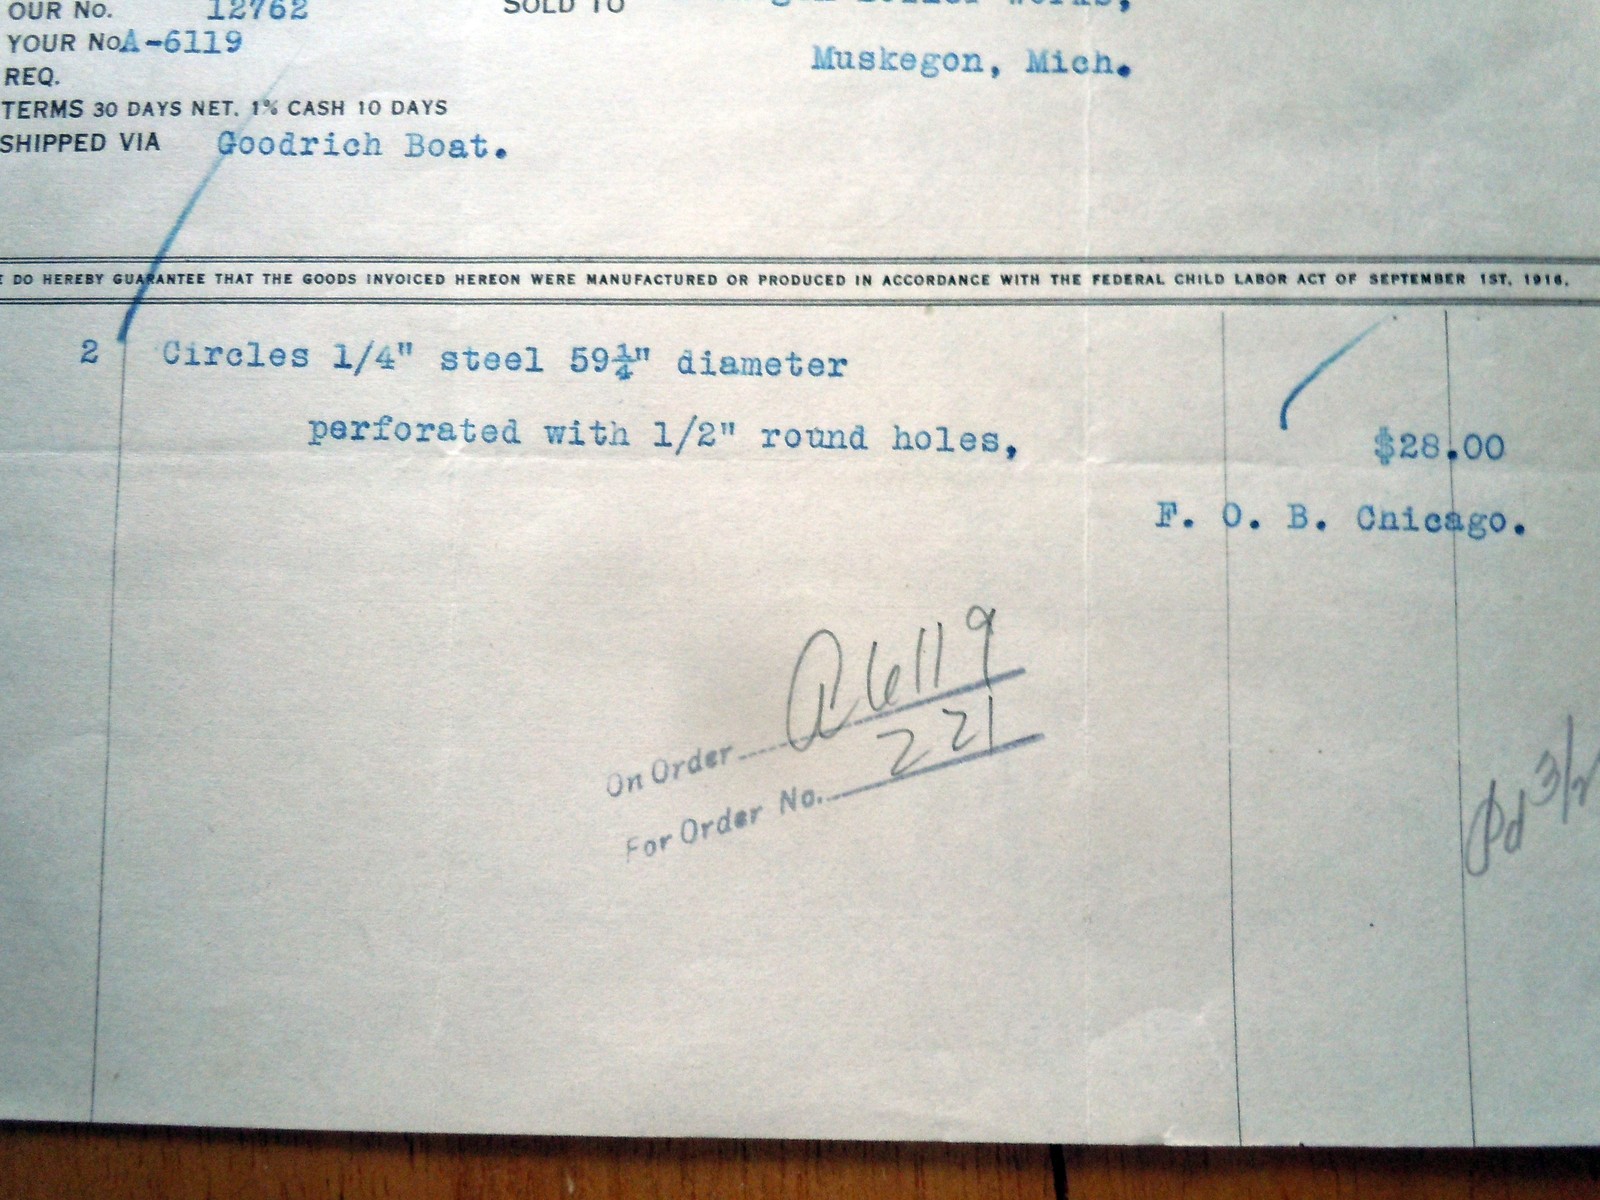 OUR No. 12762
SOLD TO
Works,
YOUR No A-6119
Muskegon, Mich.
REQ.
TERMS 30 DAYS NET. 1% CASH 10 DAYS
SHIPPED VIA Goodrich Boat.
DO HEREBY GUARANTEE THAT THE GOODS INVOICED HEREON WERE MANUFACTURED OR PRODUCED IN ACCORDANCE WITH THE FEDERAL CHILD LABOR ACT OF SEPTEMBER 1ST, 1916.
2 Circles 1/4" steel 59¼" diameter
perforated with 1/2" round holes, $28.00
F. O. B. Chicago.
On Order A6119
For Order No. 221
Pd